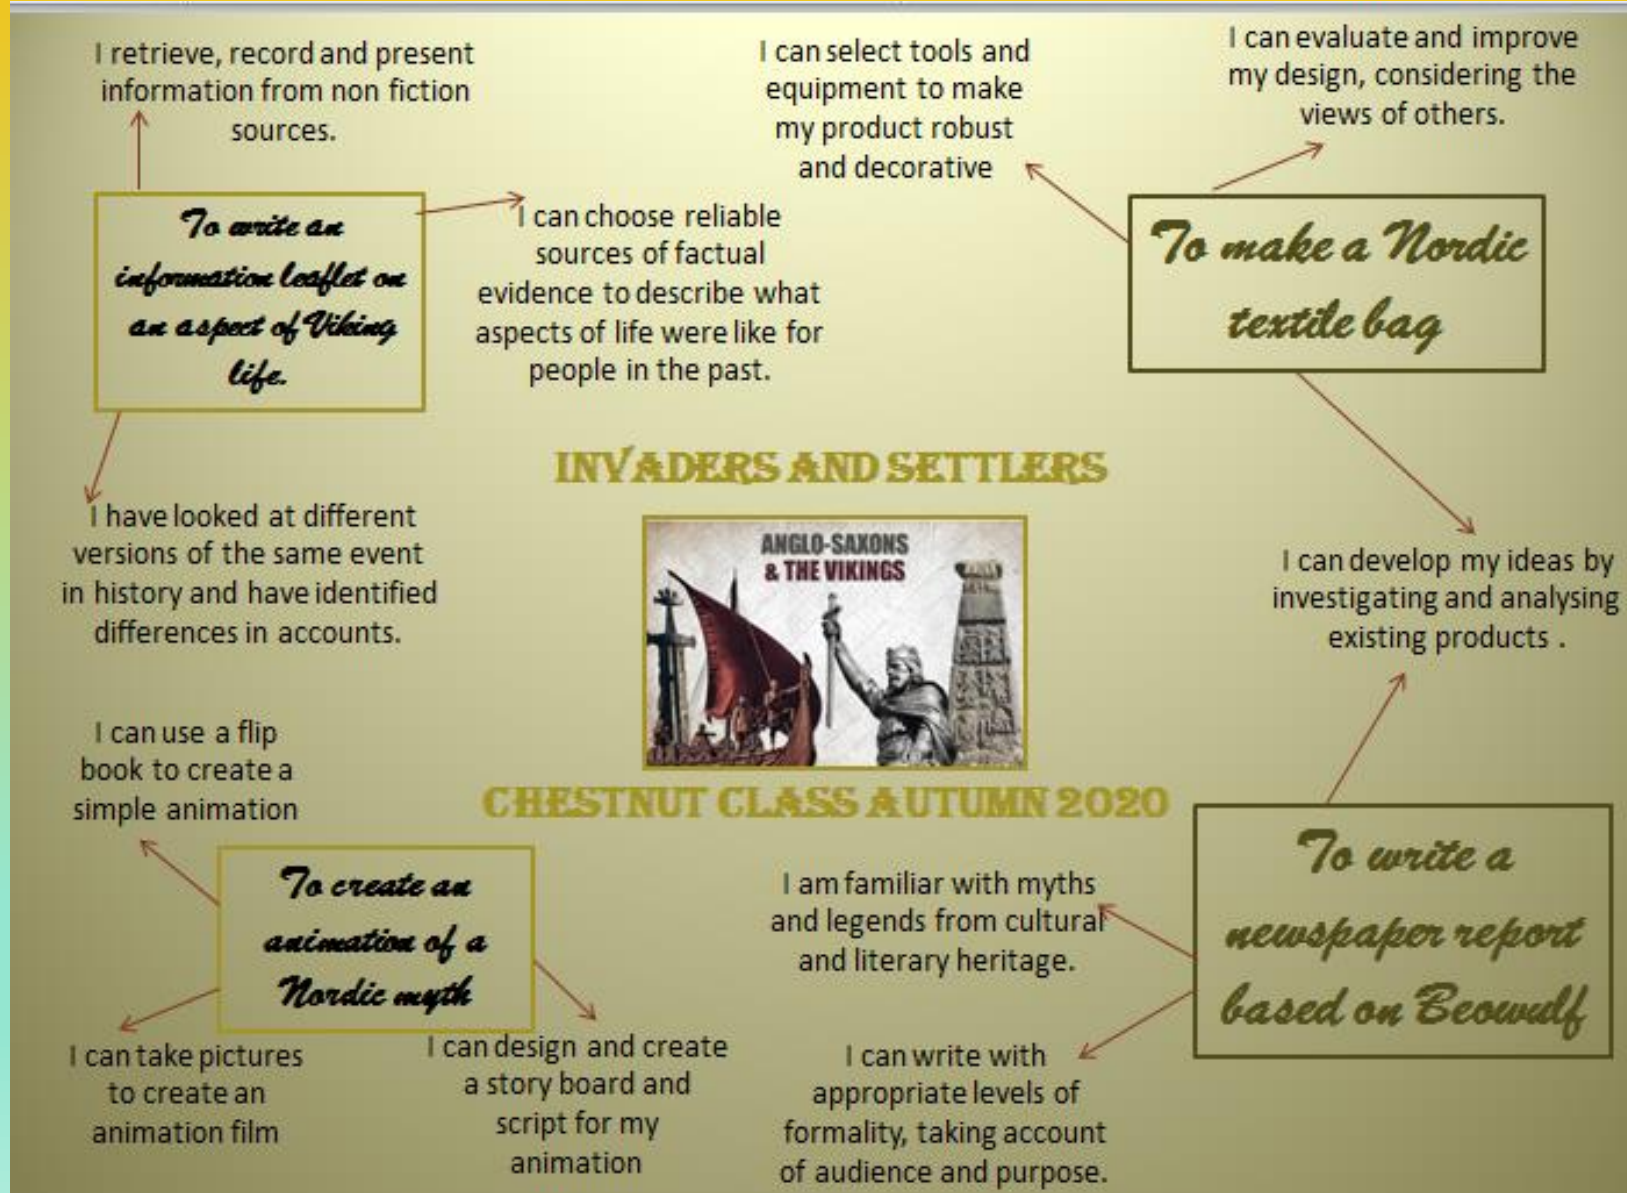 I retrieve, record and present
information from non fiction
sources.
I can select tools and
equipment to make
my product robust
and decorative
I can evaluate and improve
my design, considering the
views of others.
To write an
information leaflet on
an aspect of Viking
life.
I can choose reliable
sources of factual
evidence to describe what
aspects of life were like for
people in the past.
To make a Nordic
textile bag
I have looked at different
versions of the same event
in history and have identified
differences in accounts.
INVADERS AND SETTLERS
ANGLO-SAXONS
& THE VIKINGS
I can develop my ideas by
investigating and analysing
existing products .
CHESTNUT CLASS AUTUMN 2020
I can use a flip
book to create a
simple animation
To create an
animation of a
Nordic myth
I can take pictures
to create an
animation film
I can design and create
a story board and
script for my
animation
I am familiar with myths
and legends from cultural
and literary heritage.
To write a
newspaper report
based on Beowulf
I can write with
appropriate levels of
formality, taking account
of audience and purpose.